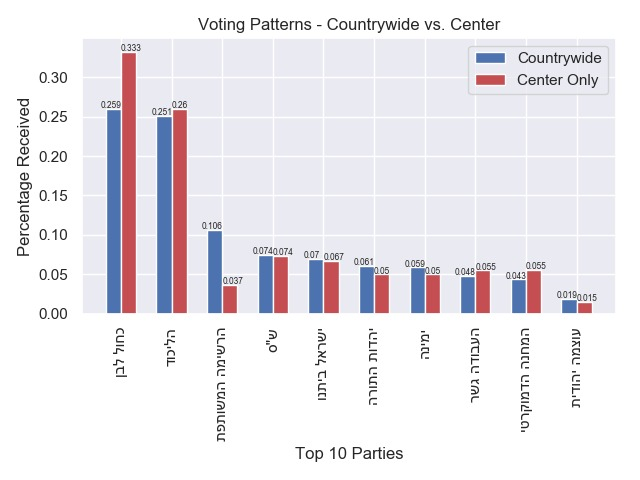 Voting Patterns - Countrywide vs. Center
Countrywide
Center Only
Percentage Received
0.30
0.25
0.20
0.15
0.10
0.05
0.00
0.259
0.333
0.251
0.26
0.106
0.037
0.074
0.074
0.07
0.067
0.061
0.05
0.059
0.05
0.048
0.055
0.043
0.055
0.019
0.015
כחול לבן
הליכוד
הרשימה המשותפת
ש"ס
ישראל ביתנו
יהדות התורה
ימינה
העבודה גשר
המחנה הדמוקרטי
עוצמה יהודית
Top 10 Parties